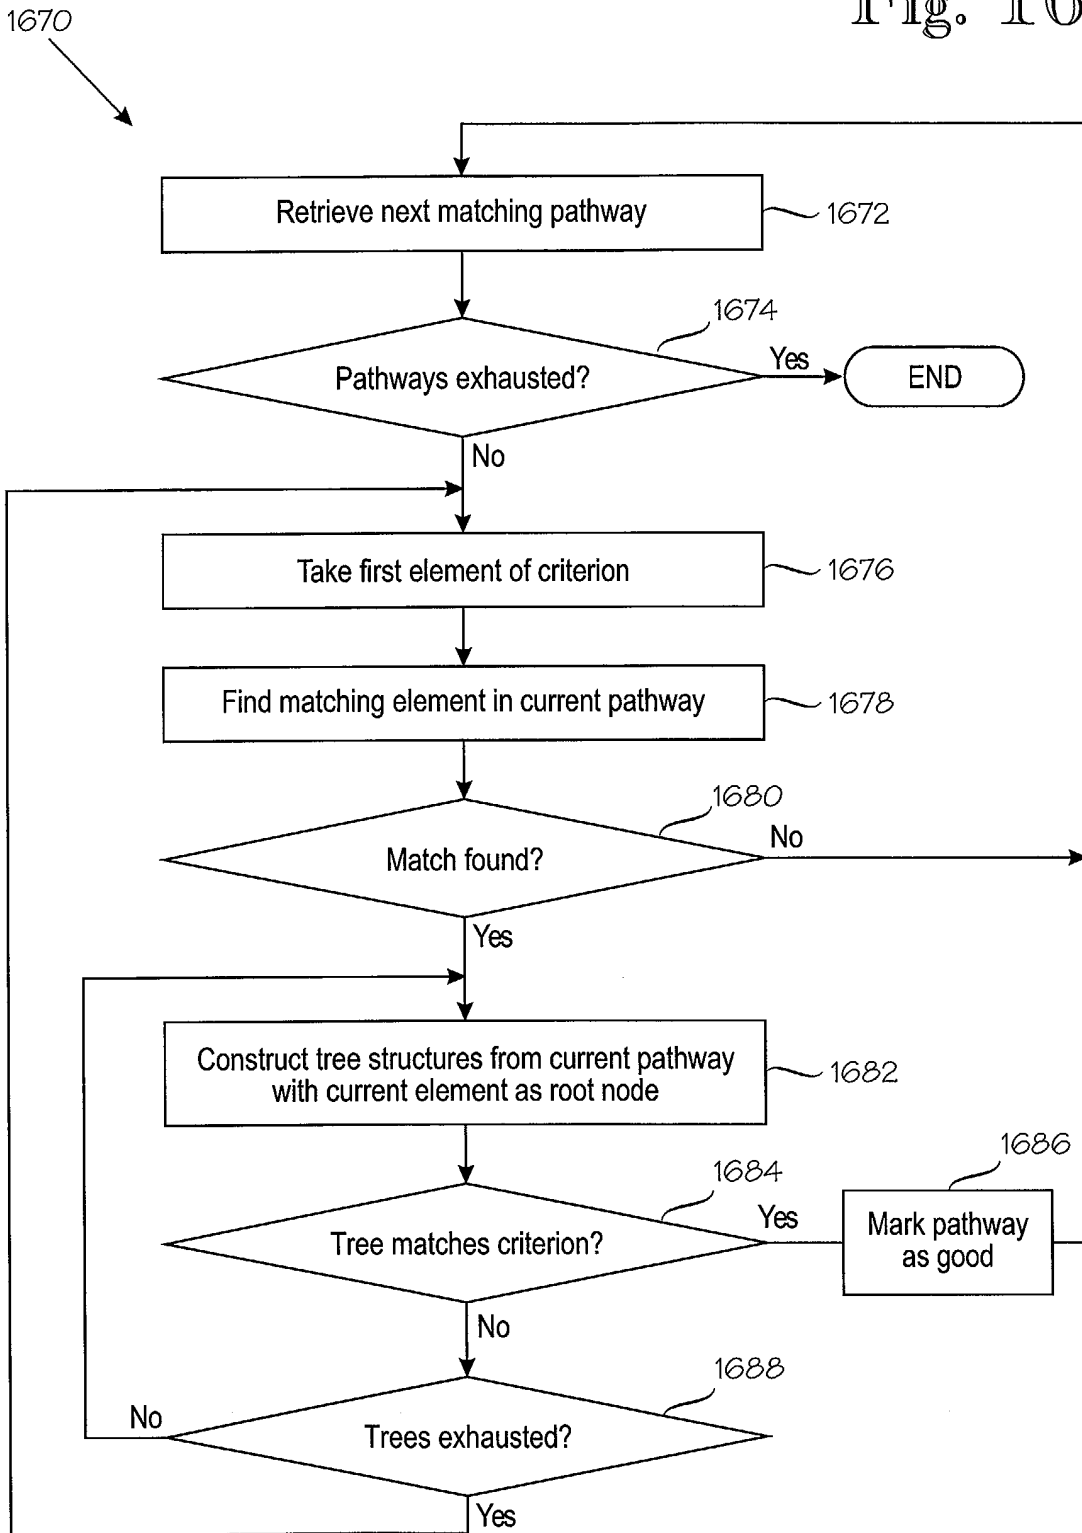 1670
Fig. 16
Retrieve next matching pathway
1672
1674
Pathways exhausted?
Yes
END
No
Take first element of criterion
1676
Find matching element in current pathway
1678
1680
Match found?
No
Yes
Construct tree structures from current pathway
with current element as root node
1682
1684
Tree matches criterion?
Yes
1686
Mark pathway
as good
No
1688
Trees exhausted?
No
Yes